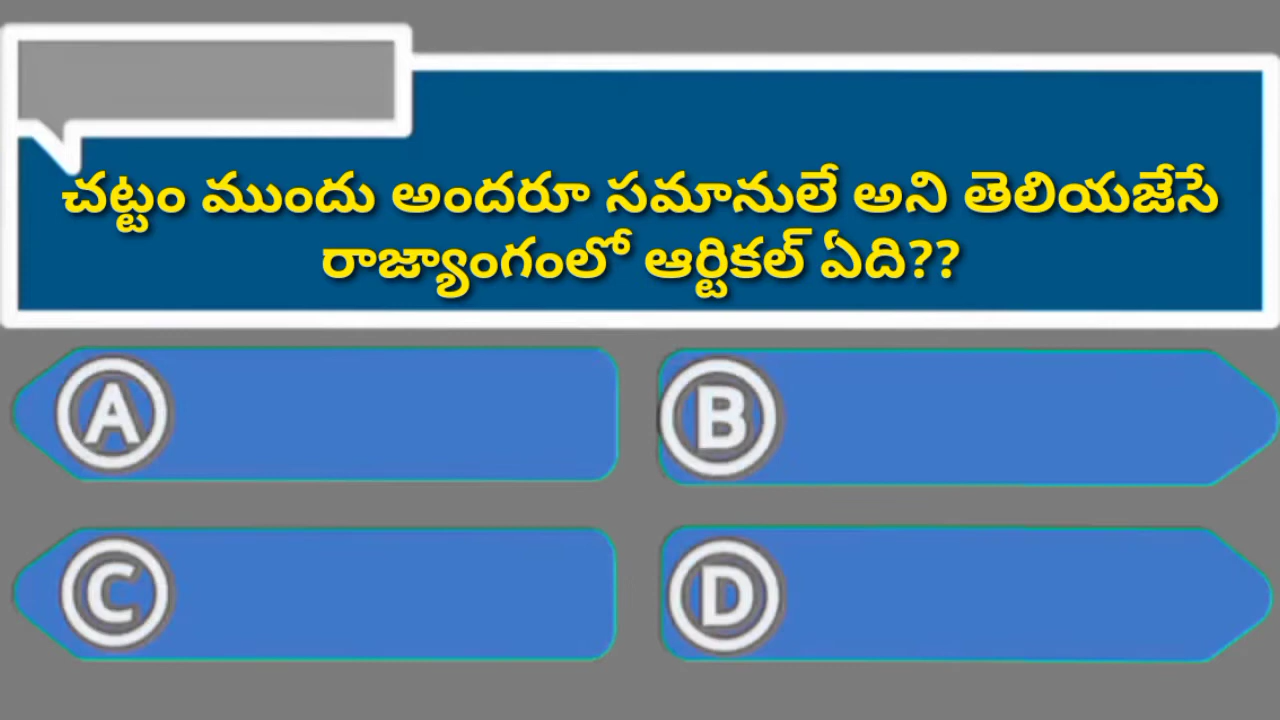 చట్టం ముందు అందరూ సమానులే అని తెలియజేసే
రాజ్యాంగంలో ఆర్టికల్ ఏది??
A
B
C
D